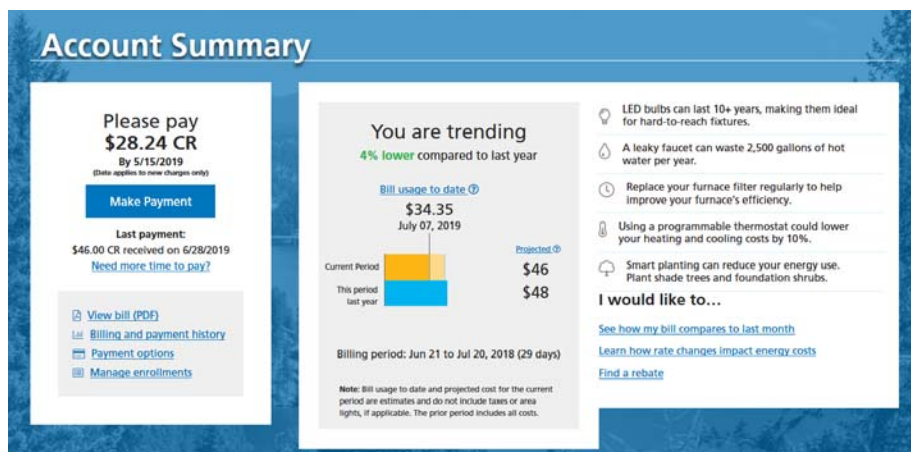 Account Summary
Please pay
$28.24 CR
By 5/15/2019
(Date applies to new charges only)
Make Payment
Last payment:
$46.00 CR received on 6/28/2019
Need more time to pay?
View bill (PDF)
Billing and payment history
Payment options
Manage enrollments
You are trending
4% lower compared to last year
Bill usage to date ?
$34.35
July 07, 2019
Projected ?
Current Period
$46
This period
last year
$48
Billing period: Jun 21 to Jul 20, 2018 (29 days)
Note: Bill usage to date and projected cost for the current
period are estimates and do not include taxes or area
lights, if applicable. The prior period includes all costs.
LED bulbs can last 10+ years, making them ideal
for hard-to-reach fixtures.
A leaky faucet can waste 2,500 gallons of hot
water per year.
Replace your furnace filter regularly to help
improve your furnace's efficiency.
Using a programmable thermostat could lower
your heating and cooling costs by 10%.
Smart planting can reduce your energy use.
Plant shade trees and foundation shrubs.
I would like to...
See how my bill compares to last month
Learn how rate changes impact energy costs
Find a rebate